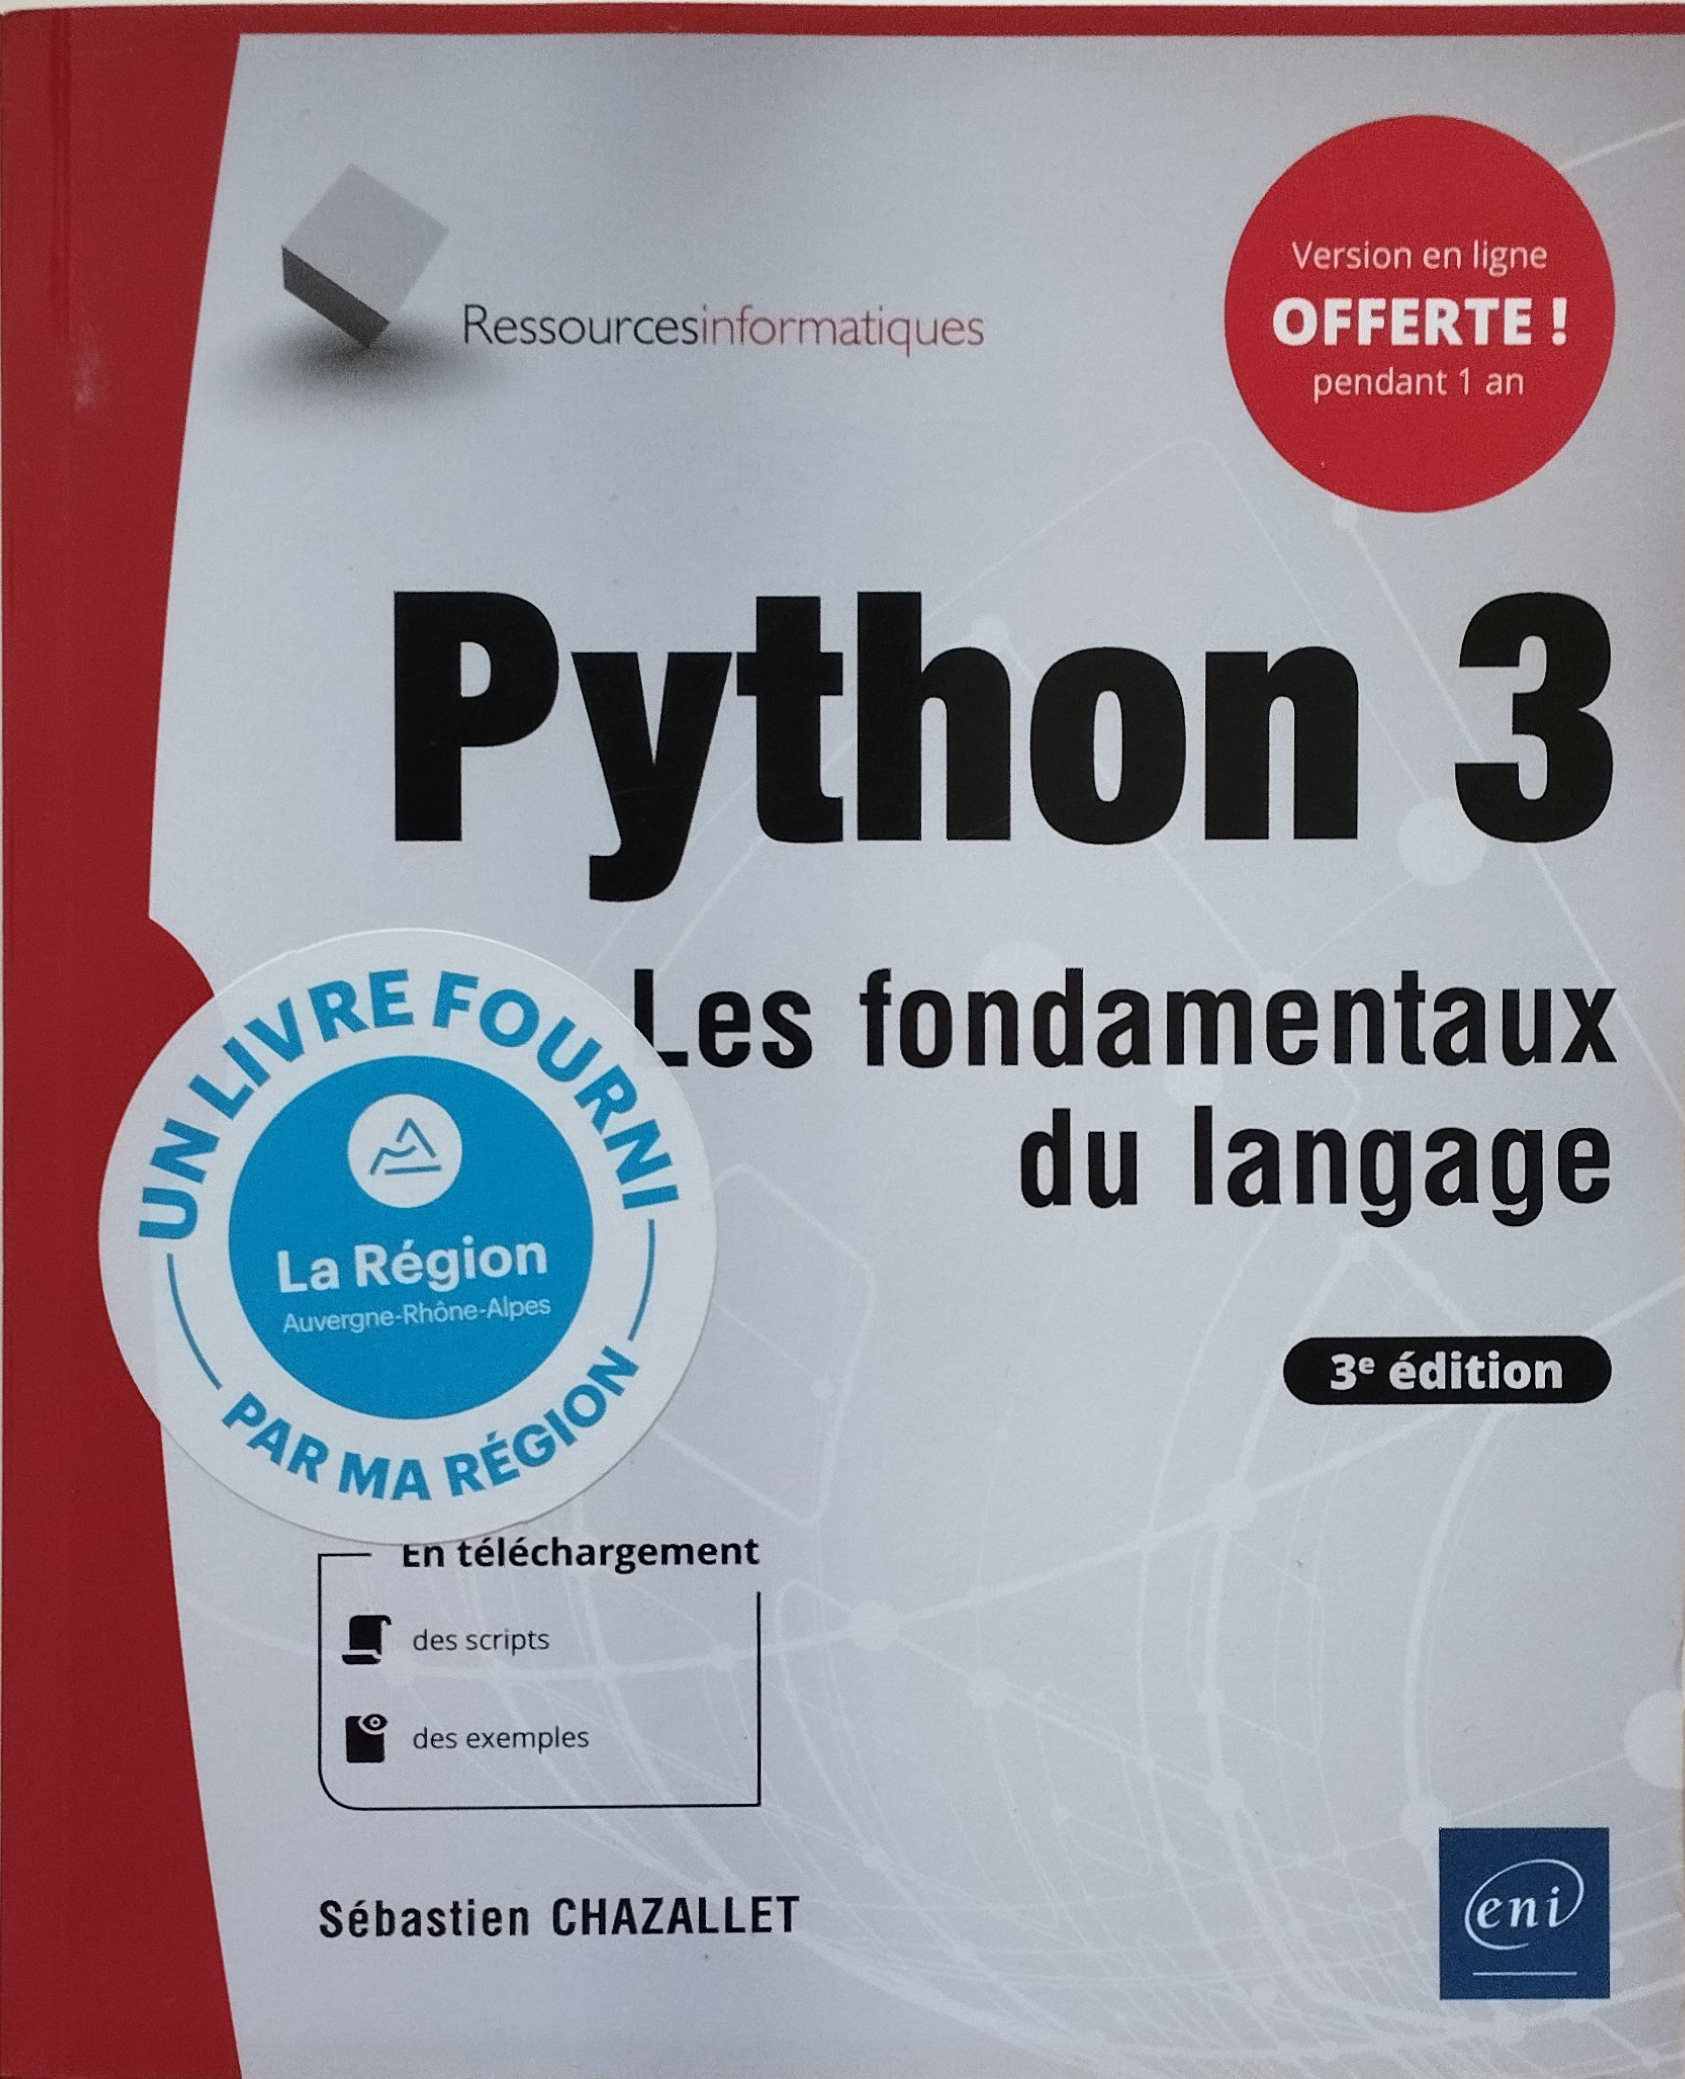 Ressourcesinformatiques
Version en ligne
OFFERTE !
pendant 1 an
Python 3
Les fondamentaux
du langage
3e édition
UN LIVRE FOURNI
La Région
Auvergne-Rhône-Alpes
PAR MA RÉGION
En téléchargement
des scripts
des exemples
Sébastien CHAZALLET
eni